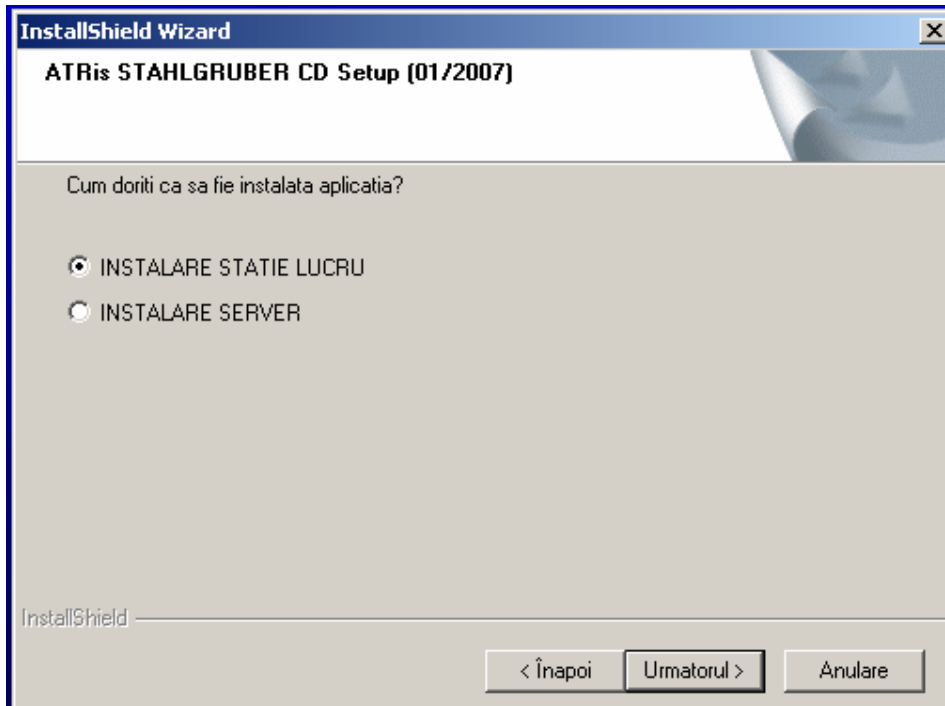 InstallShield Wizard
ATRis STAHLGRUBER CD Setup (01/2007)
Cum doriti ca sa fie instalata aplicatia?
INSTALARE STATIE LUCRU
INSTALARE SERVER
InstallShield
< Înapoi Urmatorul > Anulare